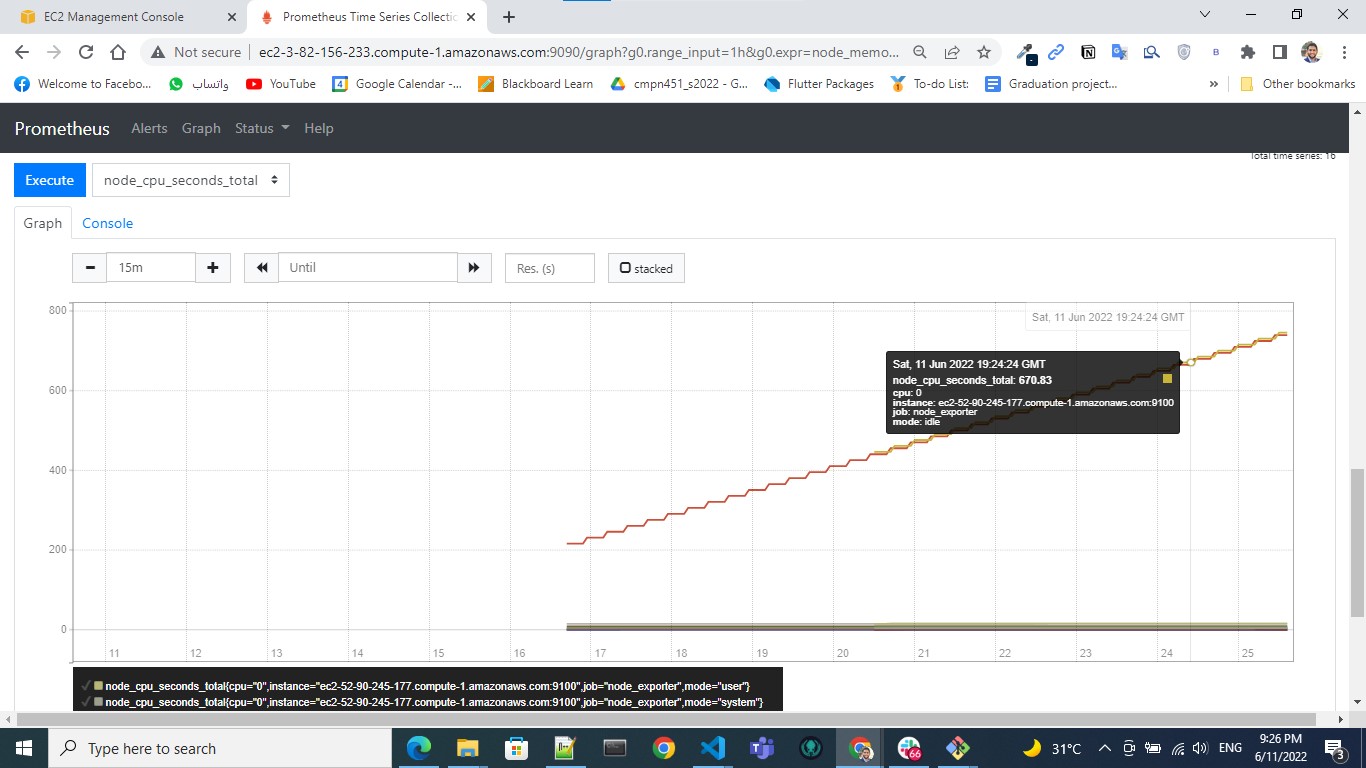 EC2 Management Console
Prometheus Time Series Collectio
Not secure
ec2-3-82-156-233.compute-1.amazonaws.com:9090/graph?g0.range_input=1h&g0.expr=node_memo...
Welcome to Facebo...
واتساب
YouTube
4
Google Calendar -...
Blackboard Learn
cmpn451_s2022 - G...
Flutter Packages
To-do List:
Graduation project...
»
Other bookmarks
Prometheus
Alerts
Graph
Status
Help
Total time series: 16
Execute
node_cpu_seconds_total
Graph
Console
15m
Until
Res. (s)
stacked
800
600
400
200
0
Sat, 11 Jun 2022 19:24:24 GMT
Sat, 11 Jun 2022 19:24:24 GMT
node_cpu_seconds_total: 670.83
cpu: 0
instance: ec2-52-90-245-177.compute-1.amazonaws.com:9100
job: node_exporter
mode: idle
11 12 13 14 15 16 17 18 19 20 21 22 23 24 25
node_cpu_seconds_total{cpu="0",instance="ec2-52-90-245-177.compute-1.amazonaws.com:9100",job="node_exporter",mode="user"}
node_cpu_seconds_total{cpu="0",instance="ec2-52-90-245-177.compute-1.amazonaws.com:9100",job="node_exporter",mode="system"}
Type here to search
66
31°C
ENG
9:26 PM
6/11/2022
3